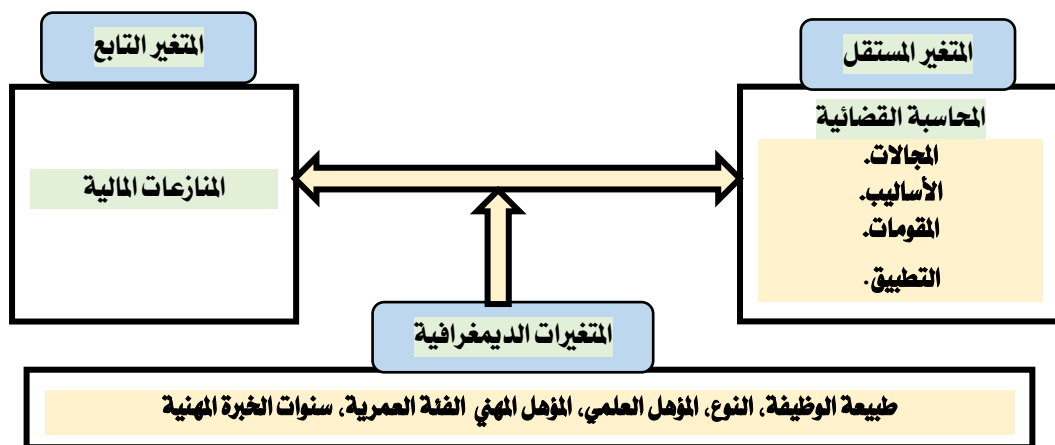 المتغير المستقل
المحاسبة القضائية
المجالات.
الأساليب.
المقومات.
التطبيق.
المتغير التابع
المنازعات المالية
المتغيرات الديمغرافية
طبيعة الوظيفة، النوع، المؤهل العلمي، المؤهل المهني الفئة العمرية، سنوات الخبرة المهنية